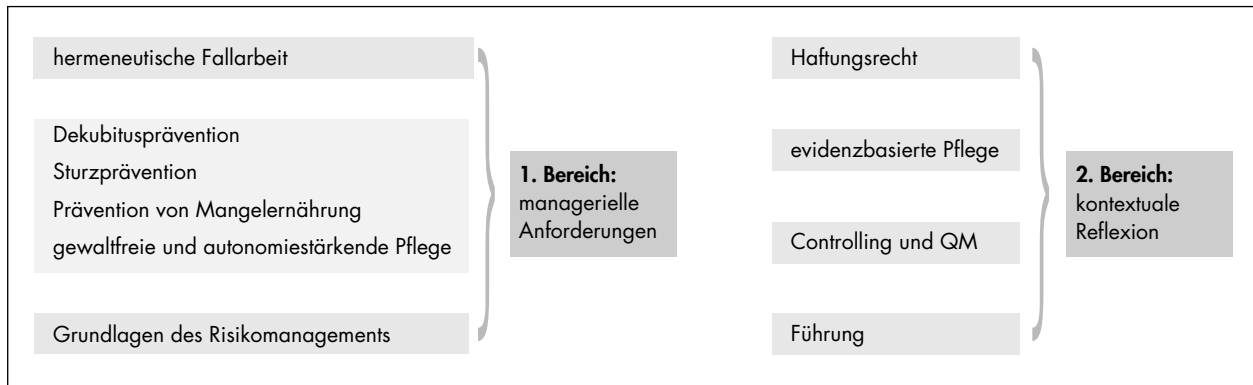 hermeneutische Fallarbeit
Dekubitusprävention
Sturzprävention
Prävention von Mangelernährung
gewaltfreie und autonomiestärkende Pflege
Grundlagen des Risikomanagements
1. Bereich:
managerielle
Anforderungen
Haftungsrecht
evidenzbasierte Pflege
Controlling und QM
Führung
2. Bereich:
kontextuale
Reflexion